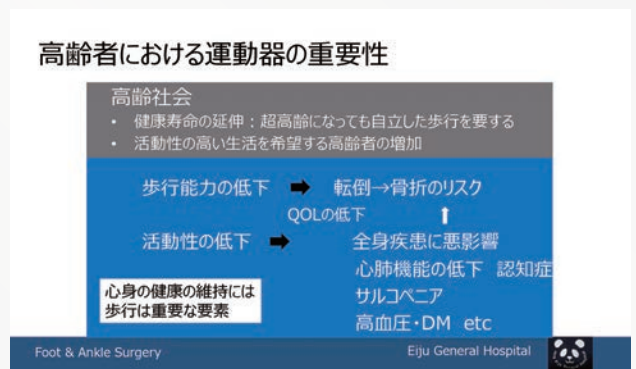 高齢者における運動器の重要性
高齢社会
• 健康寿命の延伸：超高齢になっても自立した歩行を要する
• 活動性の高い生活を希望する高齢者の増加
歩行能力の低下 ➡ 転倒→骨折のリスク
QOLの低下 ⬆
活動性の低下 ➡ 全身疾患に悪影響
心肺機能の低下 認知症
サルコペニア
高血圧・DM etc
心身の健康の維持には
歩行は重要な要素
Foot & Ankle Surgery
Eiju General Hospital